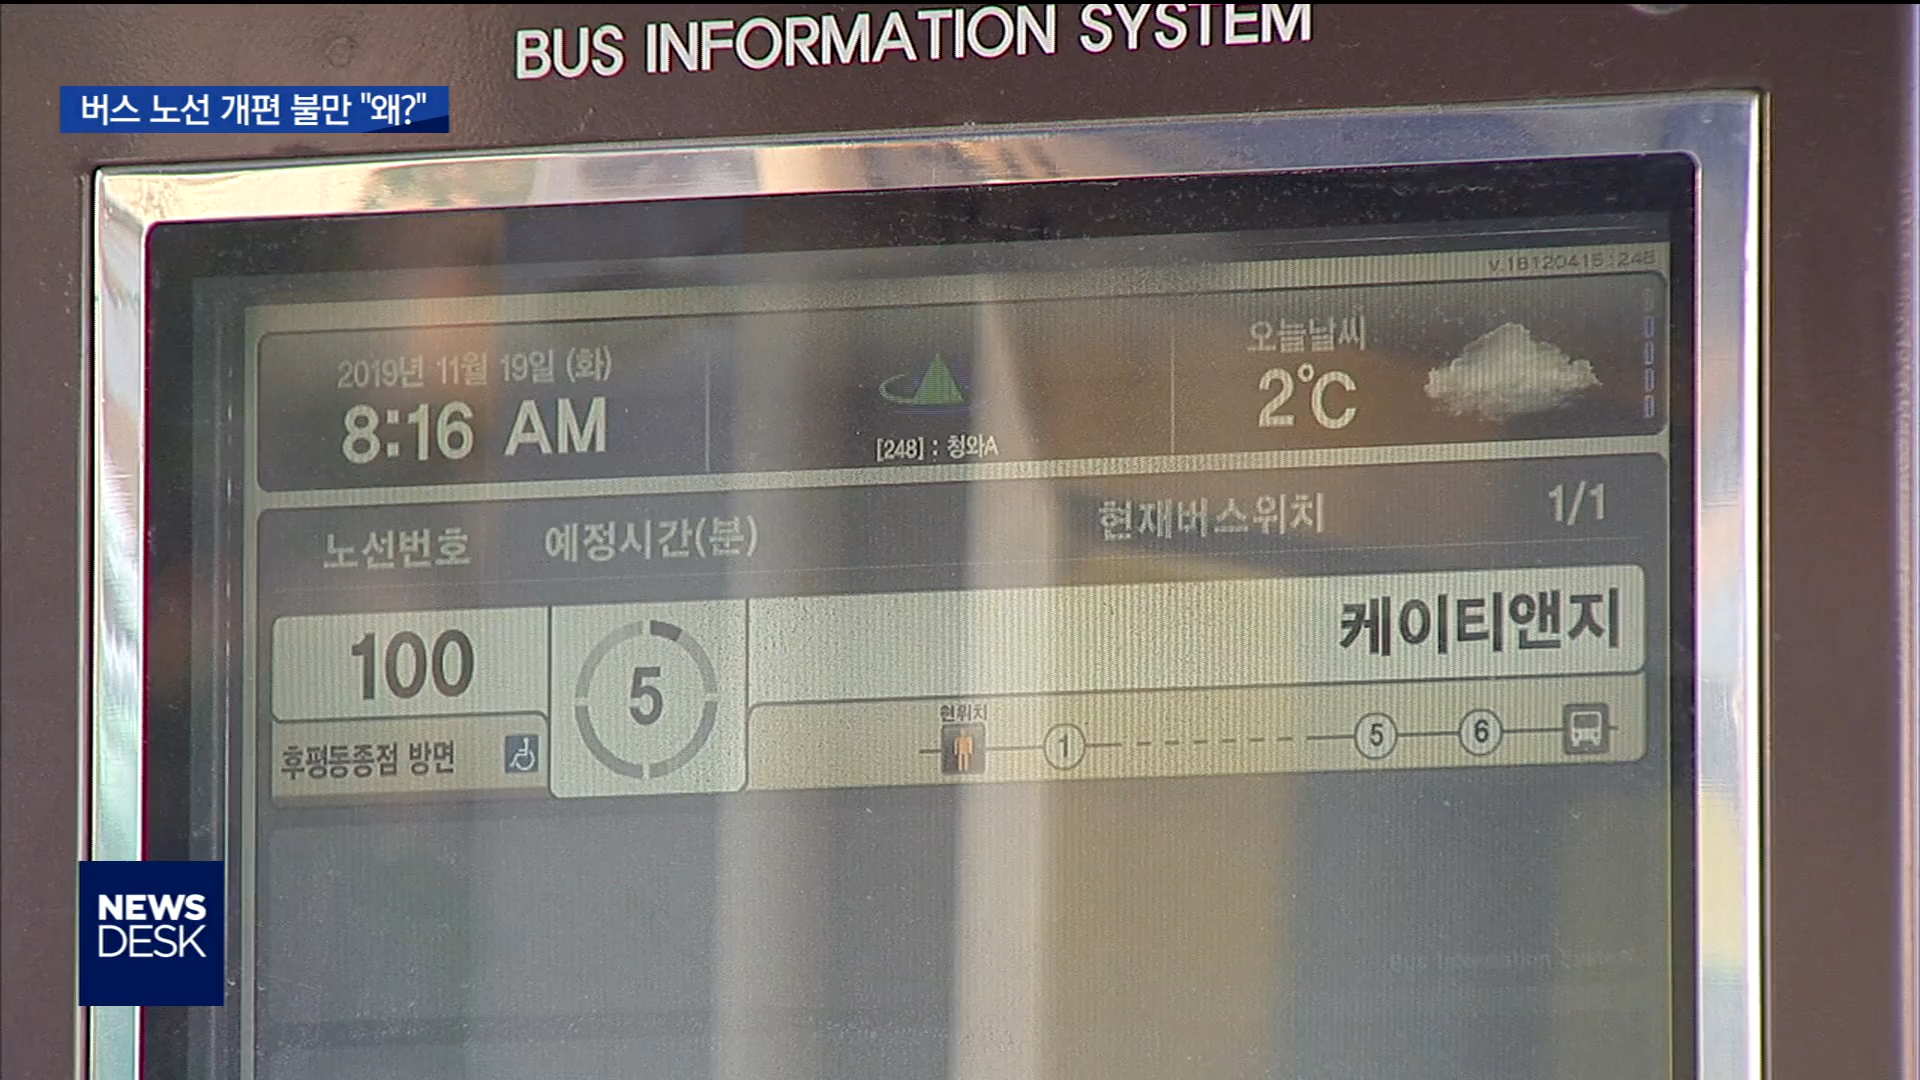 BUS INFORMATION SYSTEM
버스 노선 개편 불만 "왜?"
v.18120415:248
2019년 11월 19일 (화)
8:16 AM
[248] : 청와A
오늘날씨
2℃
노선번호 예정시간(분) 현재버스위치 1/1
100
5
케이티앤지
후평동종점 방면
현위치
1 5 6
NEWS
DESK
Bus Information System